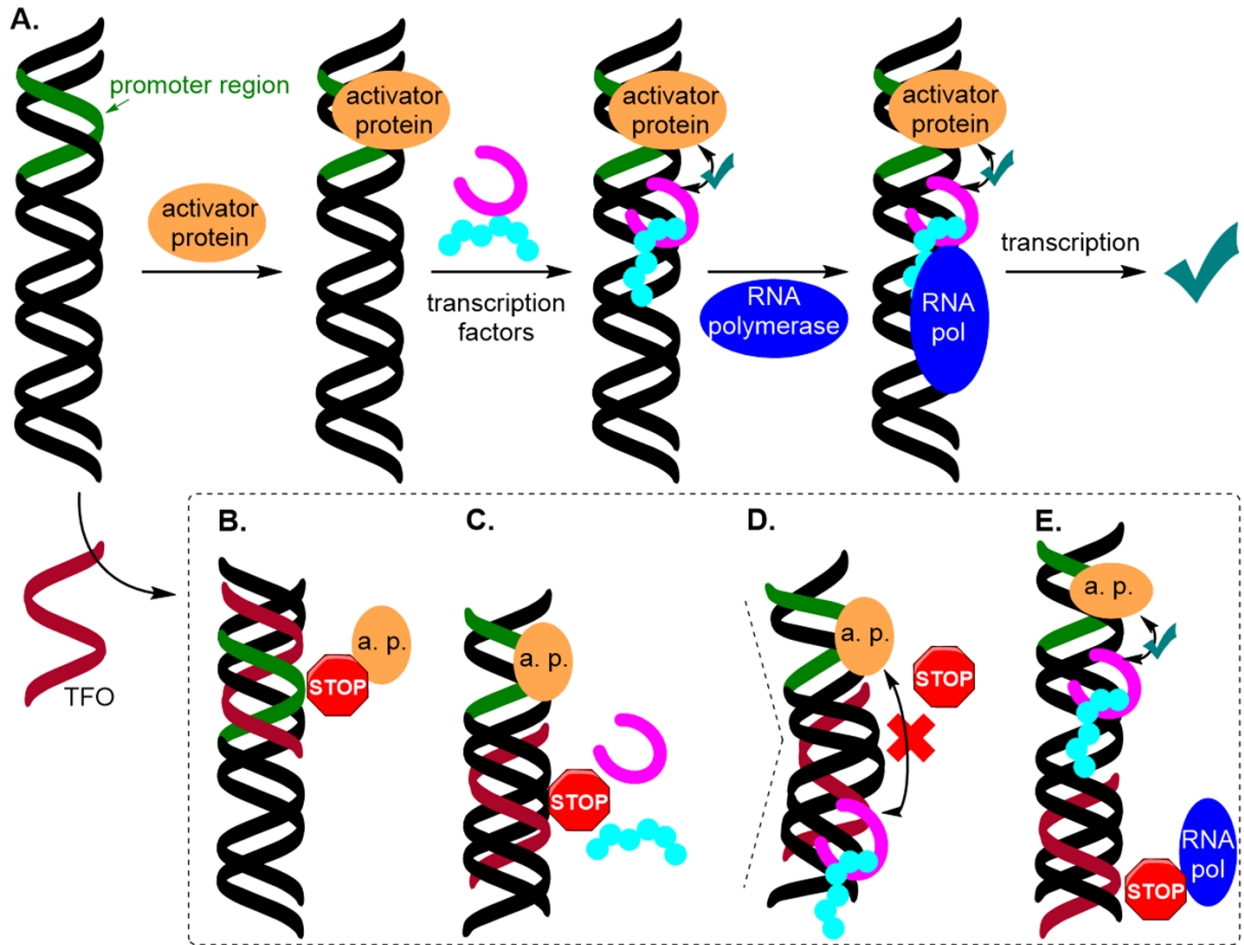 A.
promoter region
activator
protein
activator
protein
transcription
factors
activator
protein
RNA
polymerase
activator
protein
RNA
pol
transcription
TFO
B.
a. p.
STOP
C.
a. p.
STOP
D.
a. p.
STOP
E.
a. p.
STOP
RNA
pol